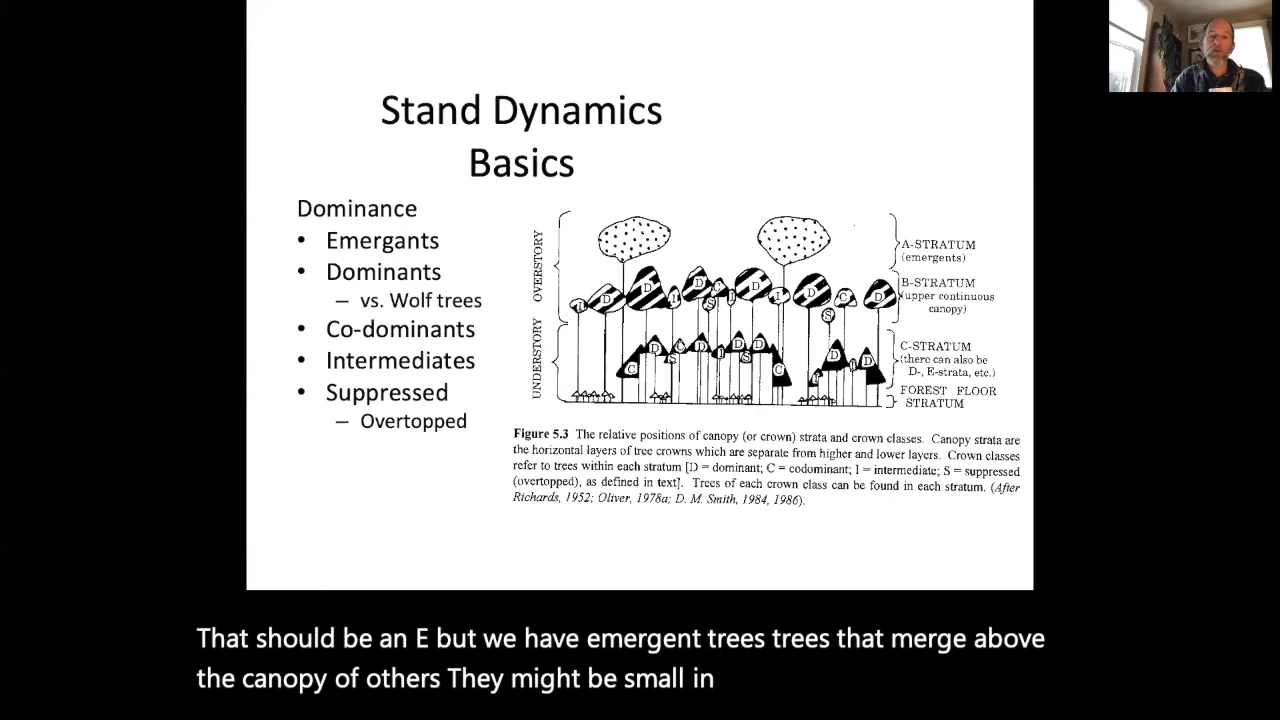 Stand Dynamics
Basics
Dominance
• Emergants
• Dominants
– vs. Wolf trees
• Co-dominants
• Intermediates
• Suppressed
– Overtopped
OVERSTORY
UNDERSTORY
A-STRATUM
(emergents)
B-STRATUM
(upper continuous
canopy)
C-STRATUM
(there can also be
D-, E-strata, etc.)
FOREST FLOOR
STRATUM
Figure 5.3 The relative positions of canopy (or crown) strata and crown classes. Canopy strata are
the horizontal layers of tree crowns which are separate from higher and lower layers. Crown classes
refer to trees within each stratum [D = dominant; C = codominant; I = intermediate; S = suppressed
(overtopped), as defined in text]. Trees of each crown class can be found in each stratum. (After
Richards, 1952; Oliver, 1978a; D. M. Smith, 1984, 1986).
That should be an E but we have emergent trees trees that merge above
the canopy of others They might be small in